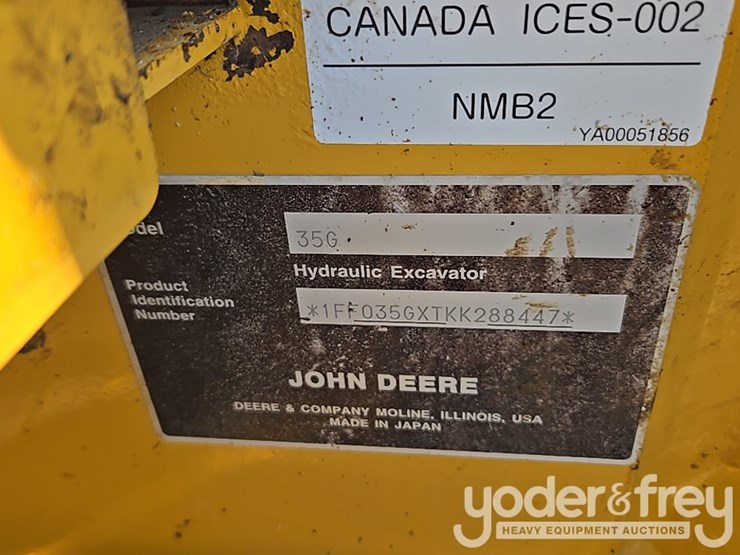 CANADA ICES-002
NMB2
YA00051856
35G
Hydraulic Excavator
Product
Identification
Number
*1FF035GXTKK288447*
JOHN DEERE
DEERE & COMPANY MOLINE, ILLINOIS, USA
MADE IN JAPAN
yoder&frey
HEAVY EQUIPMENT AUCTIONS